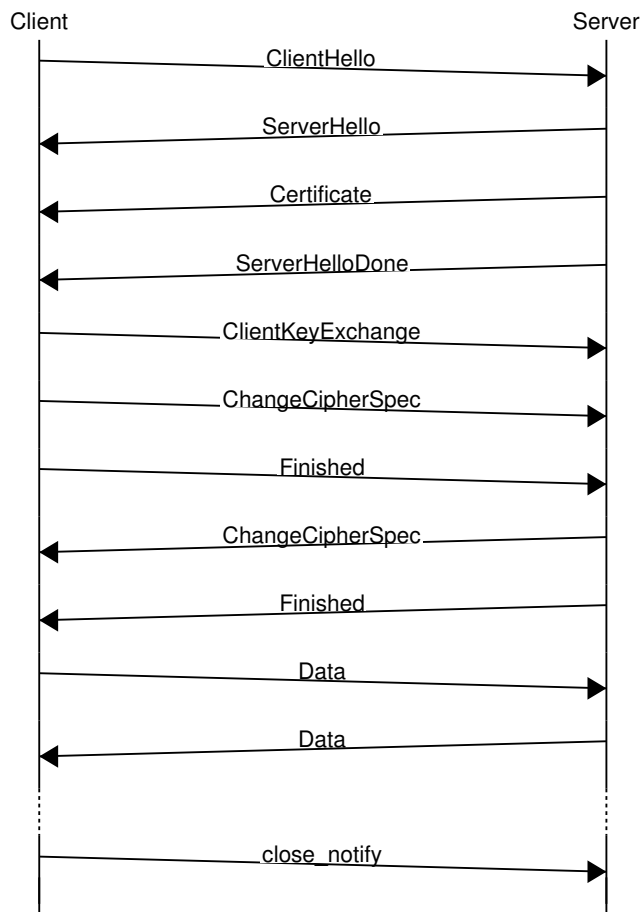 Client Server
ClientHello
ServerHello
Certificate
ServerHelloDone
ClientKeyExchange
ChangeCipherSpec
Finished
ChangeCipherSpec
Finished
Data
Data
close_notify